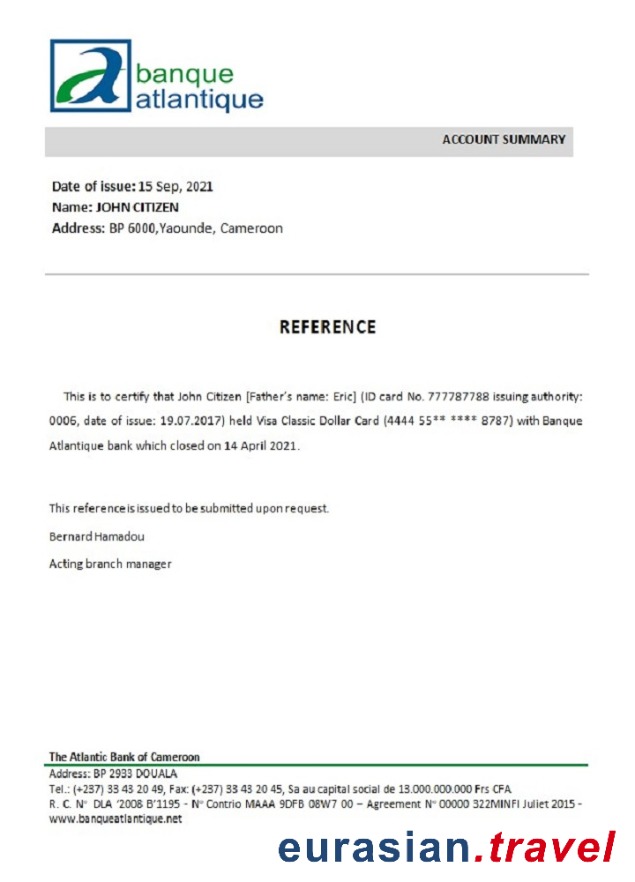 banque
atlantique
ACCOUNT SUMMARY
Date of issue: 15 Sep, 2021
Name: JOHN CITIZEN
Address: BP 6000,Yaounde, Cameroon
REFERENCE
This is to certify that John Citizen [Father's name: Eric] (ID card No. 777787788 issuing authority:
0006, date of issue: 19.07.2017) held Visa Classic Dollar Card (4444 55** **** 8787) with Banque
Atlantique bank which closed on 14 April 2021.
This reference is issued to be submitted upon request.
Bernard Hamadou
Acting branch manager
The Atlantic Bank of Cameroon
Address: BP 2933 DOUALA
Tel.: (+237) 33 43 20 49, Fax: (+237) 33 43 20 45, Sa au capital social de 13.000.000.000 Frs CFA
R. C. N° DLA '2008 B'1195 - N° Contrio MAAA 9DFB 08W7 00 – Agreement N° 00000 322MINFI Juliet 2015 -
www.banqueatlantique.net
eurasian.travel